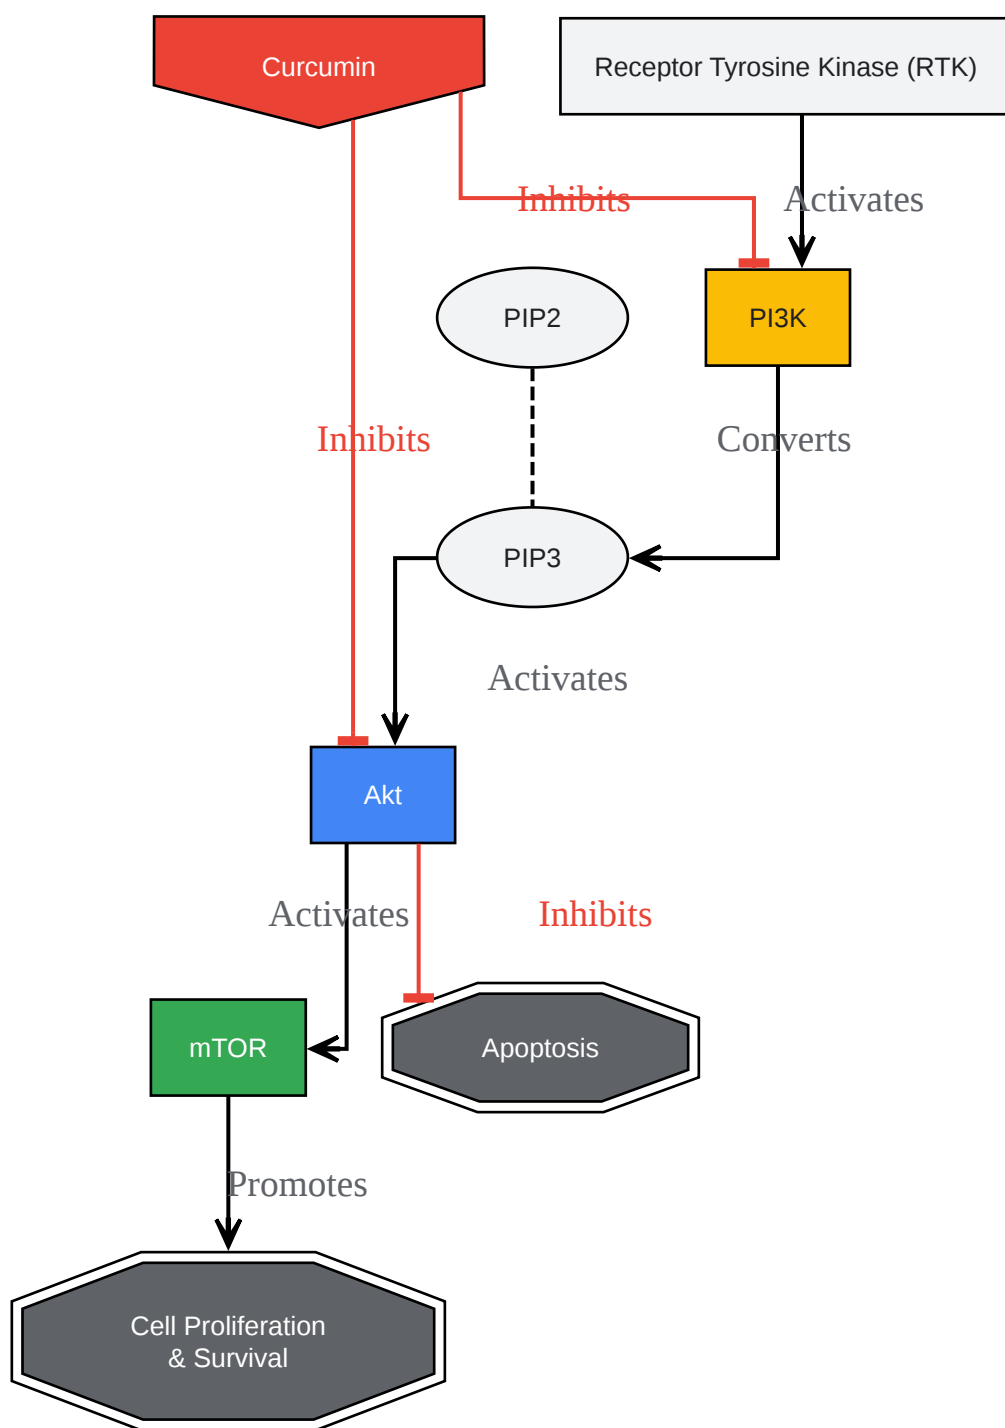 Curcumin
Receptor Tyrosine Kinase (RTK)
Inhibits
Activates
PIP2
PI3K
Inhibits
Converts
PIP3
Activates
Akt
Activates
Inhibits
mTOR
Apoptosis
Promotes
Cell Proliferation
& Survival